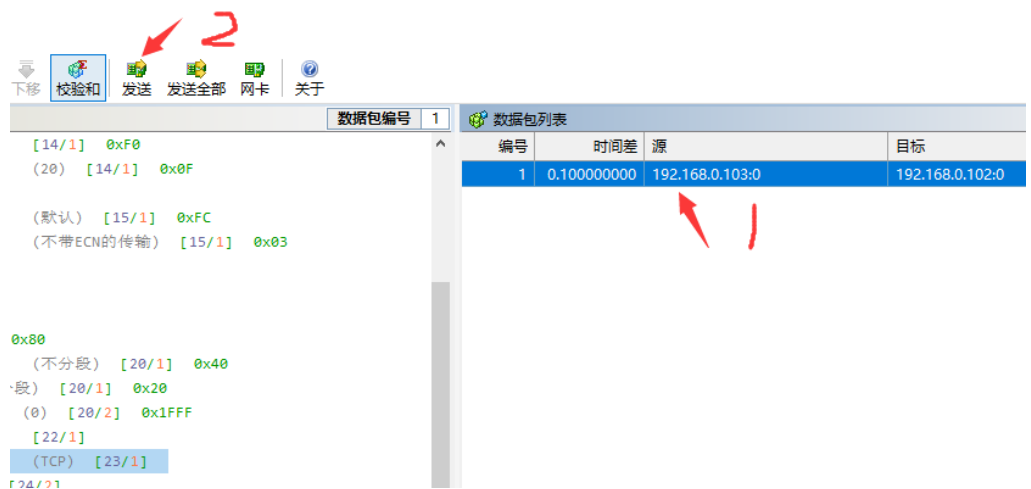 2
下移 校验和 发送 发送全部 网卡 关于
数据包编号 1
[14/1] 0xF0
(20) [14/1] 0x0F
(默认) [15/1] 0xFC
(不带ECN的传输) [15/1] 0x03
0x80
(不分段) [20/1] 0x40
段) [20/1] 0x20
(0) [20/2] 0x1FFF
[22/1]
(TCP) [23/1]
[24/2]
数据包列表
编号 时间差 源 目标
1 0.100000000 192.168.0.103:0 192.168.0.102:0
1